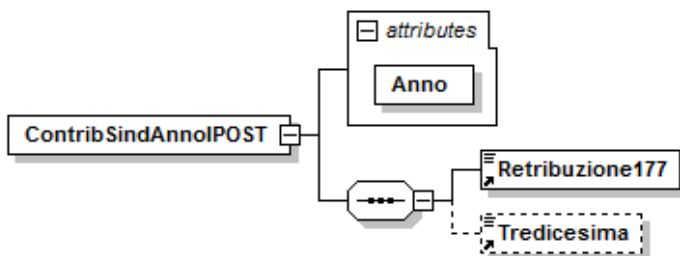 attributes
Anno
ContribSindAnnoIPOST
Retribuzione177
Tredicesima